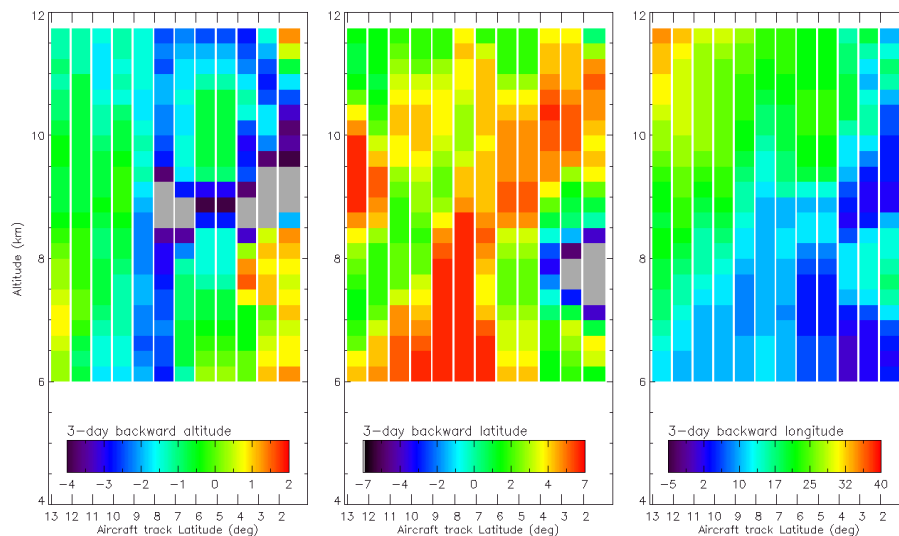 12
10
8
6
4
Altitude (km)
3-day backward altitude
-4 -3 -2 -1 0 1 2
13 12 11 10 9 8 7 6 5 4 3 2
Aircraft track Latitude (deg)
12
10
8
6
4
3-day backward latitude
-7 -4 -2 0 2 4 7
13 12 11 10 9 8 7 6 5 4 3 2
Aircraft track Latitude (deg)
12
10
8
6
4
3-day backward longitude
-5 2 10 17 25 32 40
13 12 11 10 9 8 7 6 5 4 3 2
Aircraft track Latitude (deg)